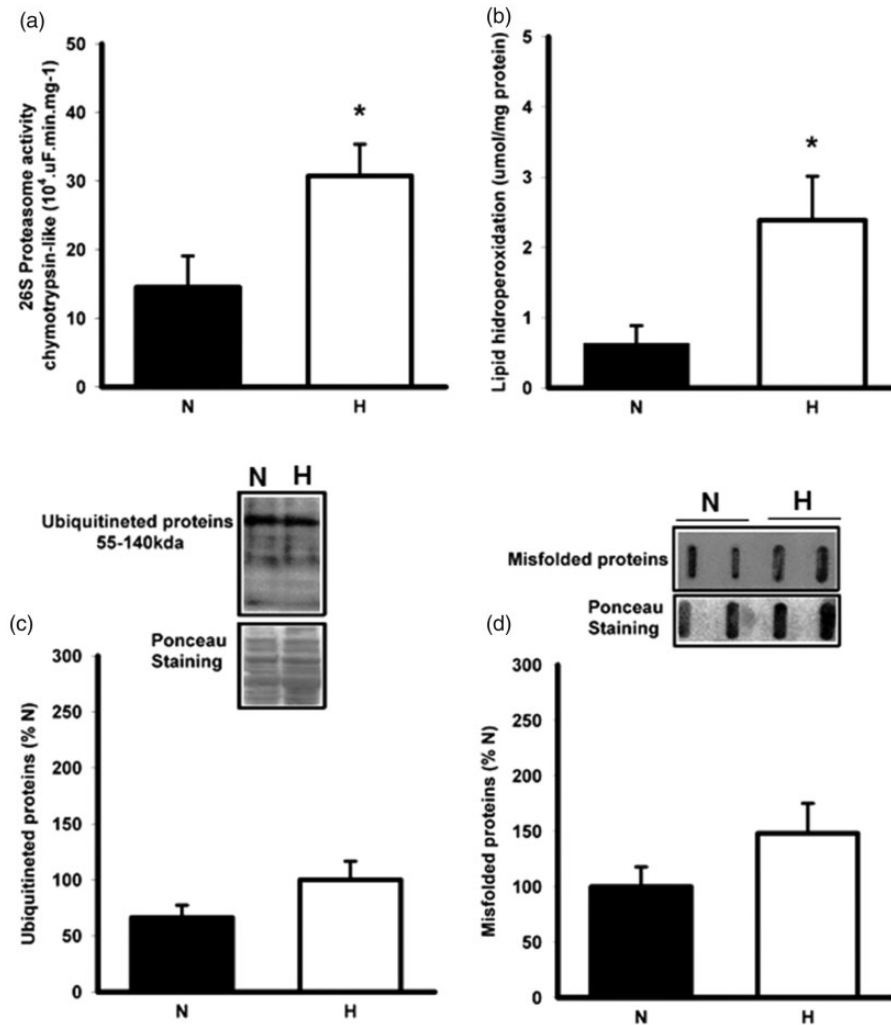 (a)
26S Proteasome activity
chymotrypsin-like (10⁴.uF.min.mg-1)
50
40
30
20
10
0
*
N H
(b)
Lipid hidroperoxidation (umol/mg protein)
5
4
3
2
1
0
*
N H
N H
Ubiquitineted proteins
55-140kda
Ponceau
Staining
(c)
Ubiquitineted proteins (% N)
300
250
200
150
100
50
0
N H
N H
Misfolded proteins
Ponceau
Staining
(d)
Misfolded proteins (% N)
300
250
200
150
100
50
0
N H